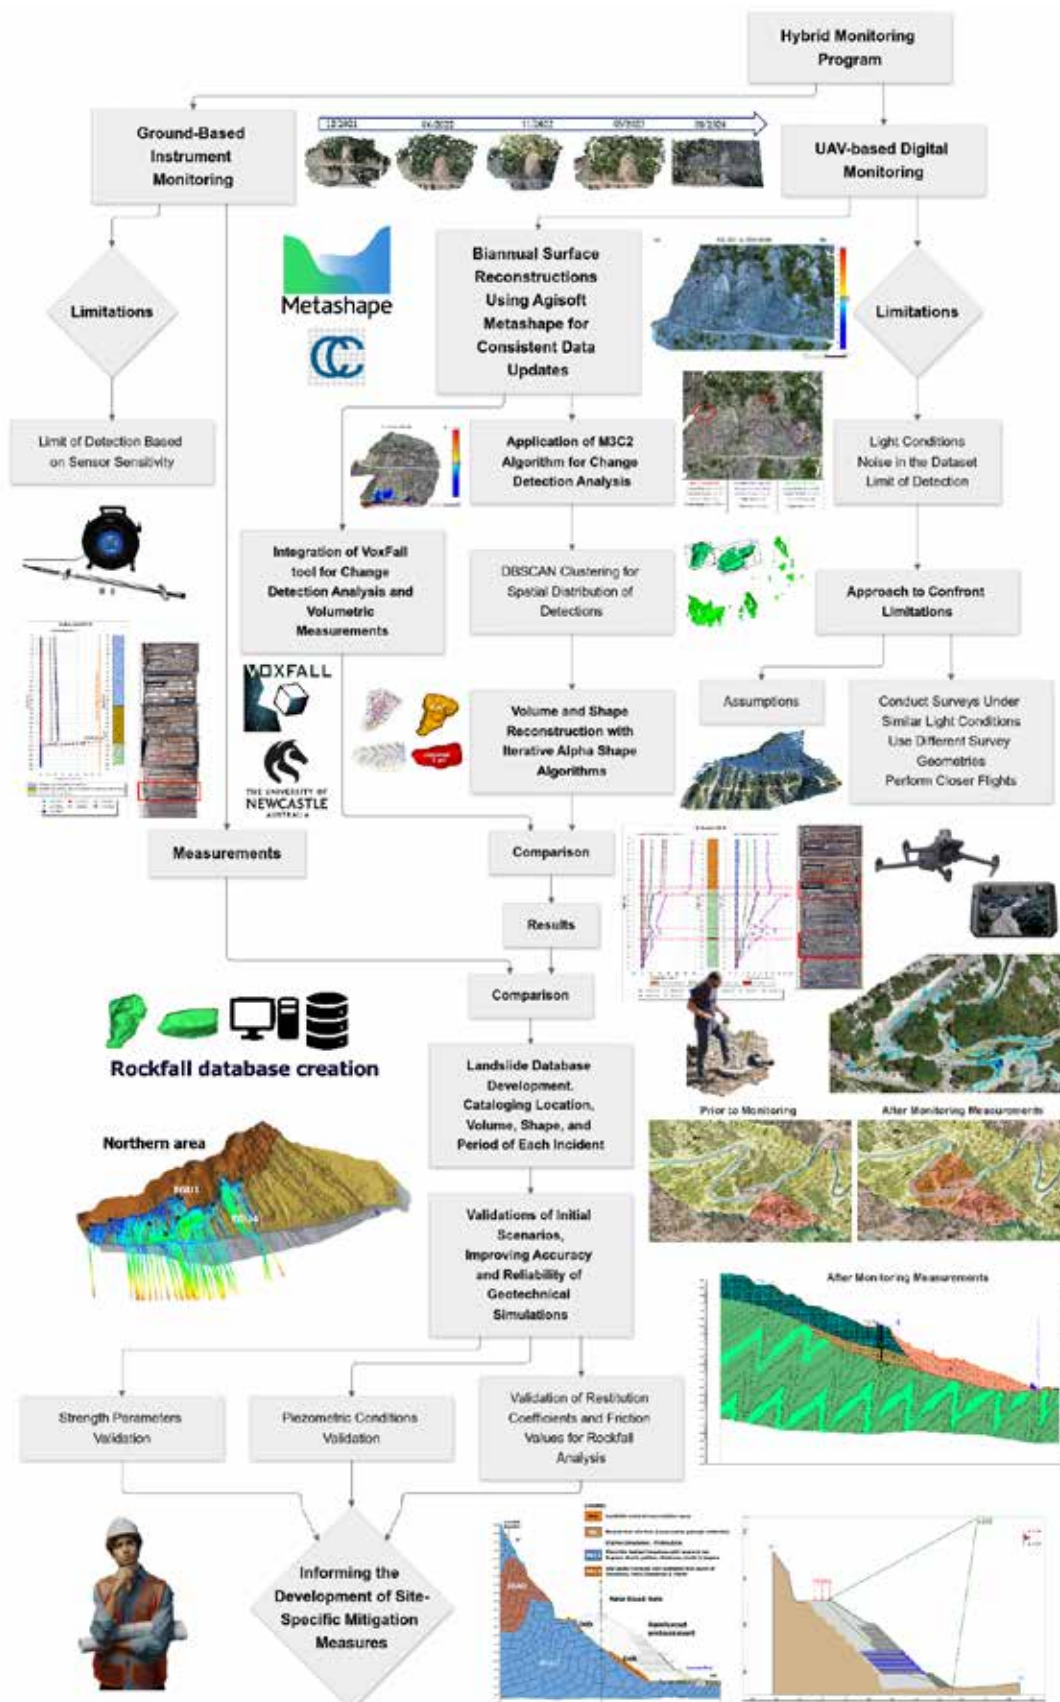 Hybrid Monitoring
Program
Ground-Based
Instrument
Monitoring
12/2021
11/2022
UAV-based Digital
Monitoring
Metashape
Biannual Surface
Reconstructions
Using Agisoft
Metashape for
Consistent Data
Updates
Limitations
Limitations
Limit of Detection Based
on Sensor Sensitivity
Application of M3C2
Algorithm for Change
Detection Analysis
Light Conditions
Noise in the Dataset
Limit of Detection
Integration of VoxFall
tool for Change
Detection Analysis and
Volumetric
Measurements
DBSCAN Clustering for
Spatial Distribution of
Detections
Approach to Confront
Limitations
VOXFALL
THE UNIVERSITY OF
NEWCASTLE
AUSTRALIA
Volume and Shape
Reconstruction with
Iterative Alpha Shape
Algorithms
Assumptions
Conduct Surveys Under
Similar Light Conditions
Use Different Survey
Geometries
Perform Closer Flights
Measurements
Comparison
Results
Comparison
Rockfall database creation
Landslide Database
Development.
Cataloging Location,
Volume, Shape, and
Period of Each Incident
Prior to Monitoring
After Monitoring Measurements
Northern area
Validations of Initial
Scenarios,
Improving Accuracy
and Reliability of
Geotechnical
Simulations
After Monitoring Measurements
Strength Parameters
Validation
Piezometric Conditions
Validation
Validation of Restitution
Coefficients and Friction
Values for Rockfall
Analysis
Informing the
Development of Site-
Specific Mitigation
Measures